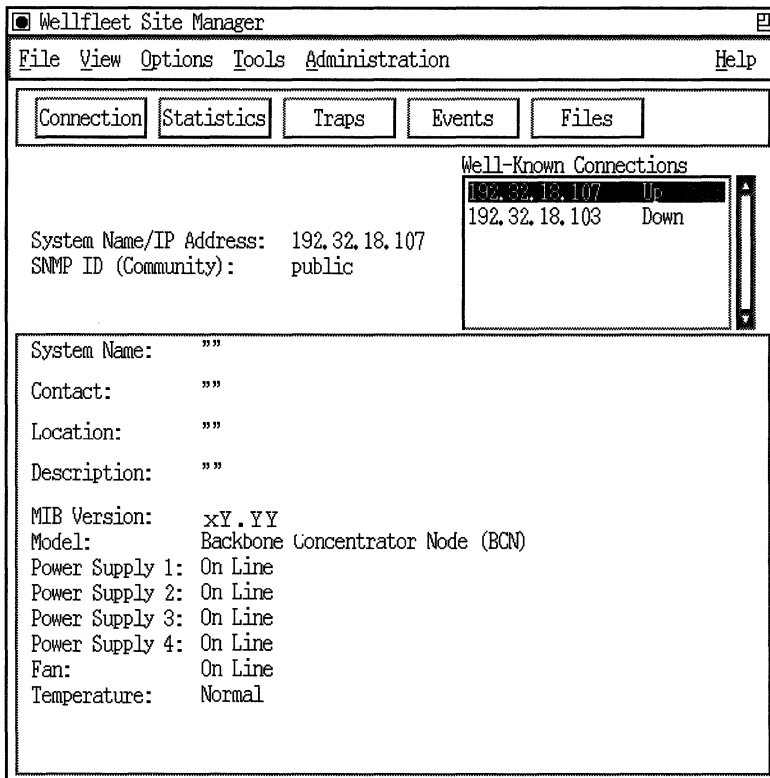 Wellfleet Site Manager
File View Options Tools Administration Help
Connection Statistics Traps Events Files
Well-Known Connections
192.32.18.107 Up
192.32.18.103 Down
System Name/IP Address: 192.32.18.107
SNMP ID (Community): public
System Name: ""
Contact: ""
Location: ""
Description: ""
MIB Version: xY.YY
Model: Backbone Concentrator Node (BCN)
Power Supply 1: On Line
Power Supply 2: On Line
Power Supply 3: On Line
Power Supply 4: On Line
Fan: On Line
Temperature: Normal